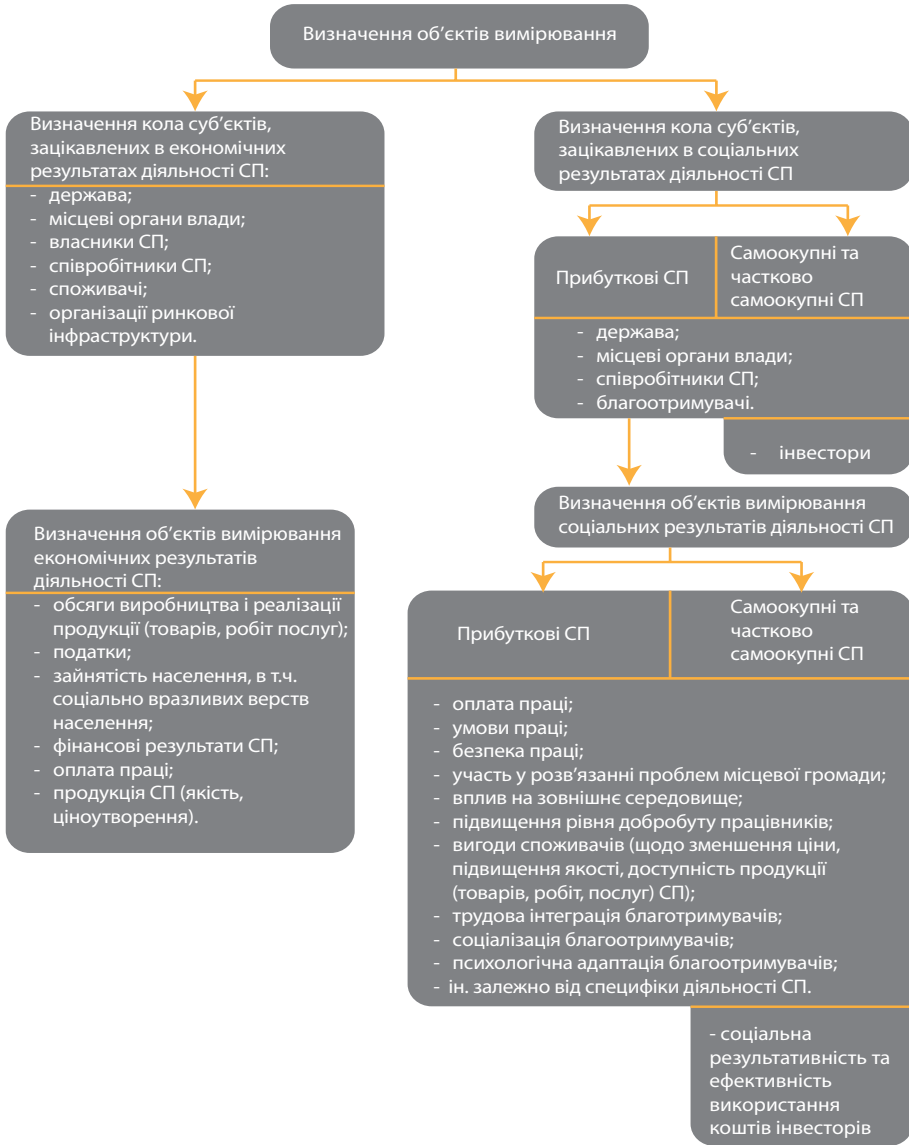 Визначення об’єктів вимірювання
Визначення кола суб’єктів,
зацікавлених в економічних
результатах діяльності СП:
- держава;
- місцеві органи влади;
- власники СП;
- співробітники СП;
- споживачі;
- організації ринкової
інфраструктури.
Визначення об’єктів вимірювання
економічних результатів
діяльності СП:
- обсяги виробництва і реалізації
продукції (товарів, робіт послуг);
- податки;
- зайнятість населення, в т.ч.
соціально вразливих верств
населення;
- фінансові результати СП;
- оплата праці;
- продукція СП (якість,
ціноутворення).
Визначення кола суб’єктів,
зацікавлених в соціальних
результатах діяльності СП
Прибуткові СП
Самоокупні та
частково
самоокупні СП
- держава;
- місцеві органи влади;
- співробітники СП;
- благоотримувачі.
- інвестори
Визначення об’єктів вимірювання
соціальних результатів діяльності СП
Прибуткові СП
Самоокупні та
частково
самоокупні СП
- оплата праці;
- умови праці;
- безпека праці;
- участь у розв’язанні проблем місцевої громади;
- вплив на зовнішнє середовище;
- підвищення рівня добробуту працівників;
- вигоди споживачів (щодо зменшення ціни,
підвищення якості, доступність продукції
(товарів, робіт, послуг) СП);
- трудова інтеграція благотримувачів;
- соціалізація благоотримувачів;
- психологічна адаптація благоотримувачів;
- ін. залежно від специфіки діяльності СП.
- соціальна
результативність та
ефективність
використання
коштів інвесторів